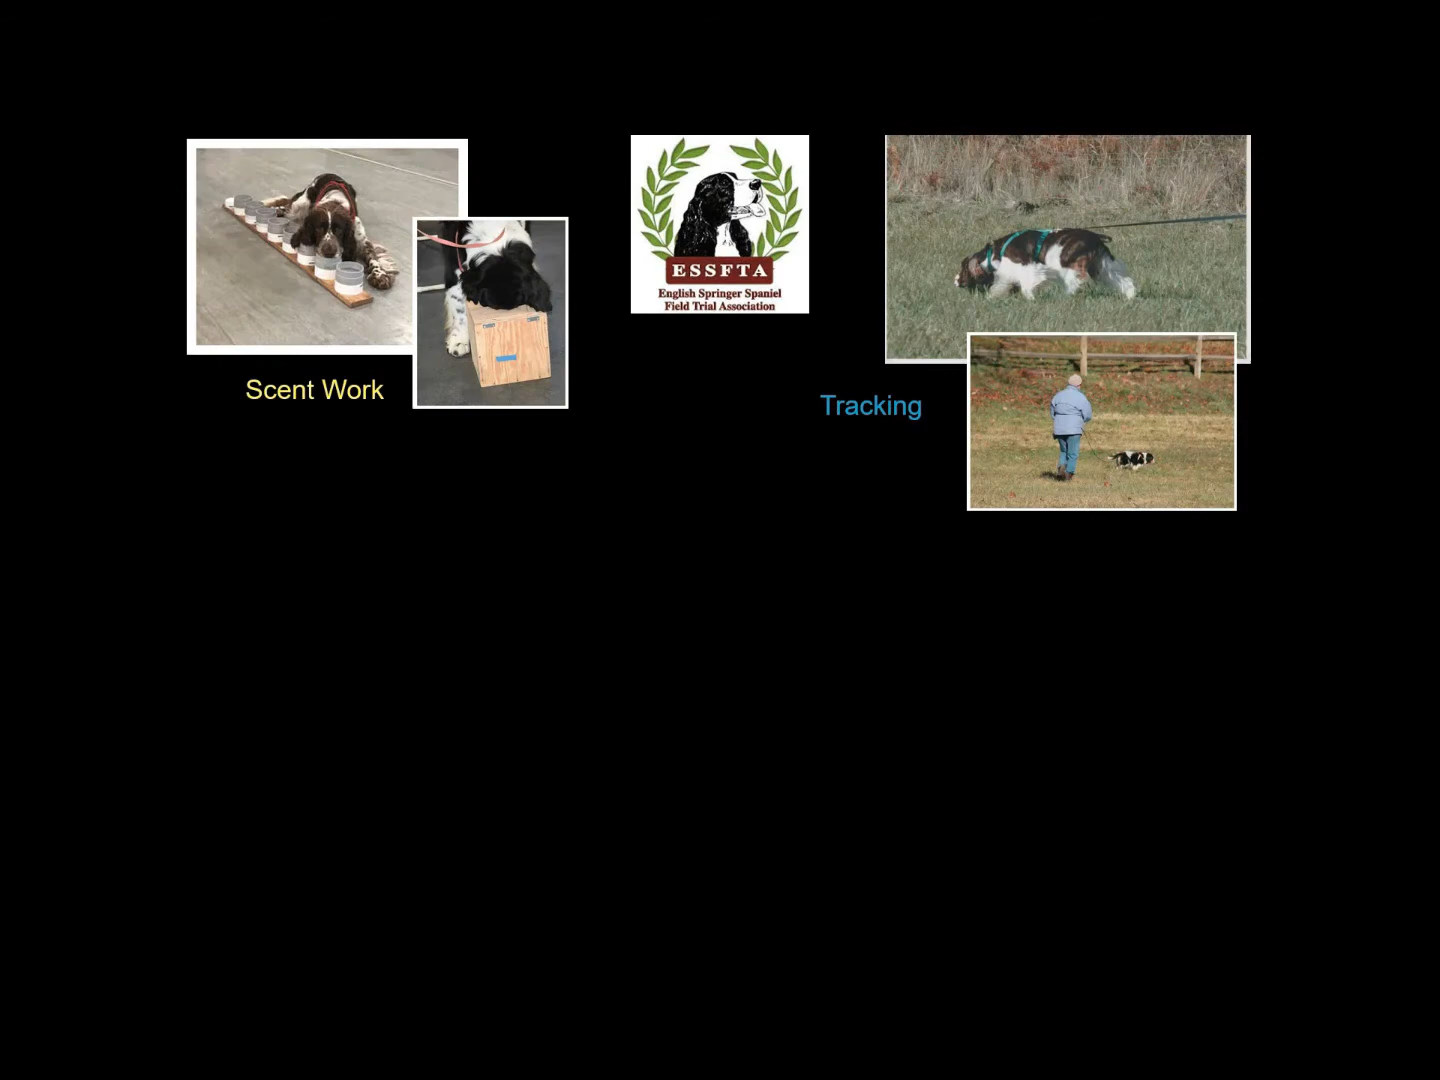 ESSFTA
English Springer Spaniel
Field Trial Association
Scent Work
Tracking